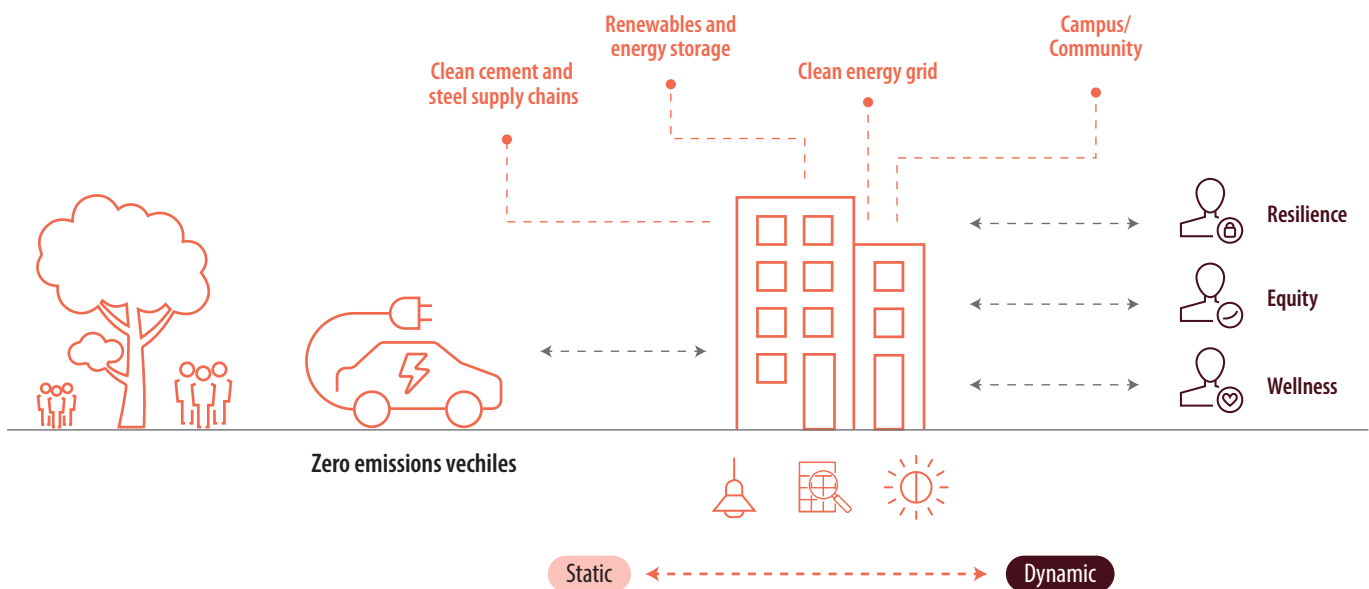 Renewables and
energy storage
Campus/
Community
Clean cement and
steel supply chains
Clean energy grid
Resilience
Equity
Wellness
Zero emissions vechiles
Static
Dynamic